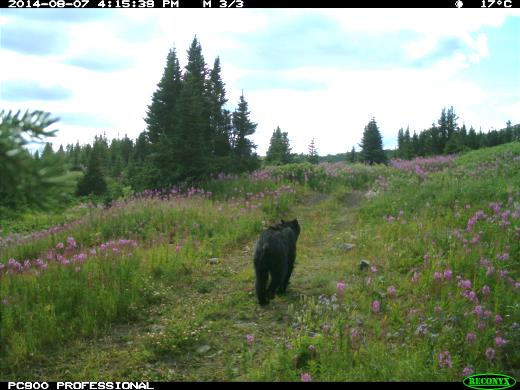 2014-08-07 4:15:39 PM M 3/3 17°C
PC900 PROFESSIONAL RECONYX